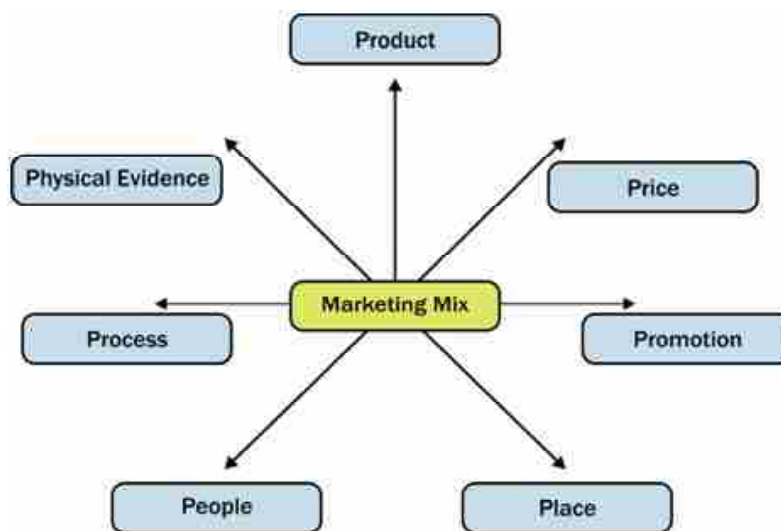 Product
Physical Evidence
Price
Marketing Mix
Process
Promotion
People
Place